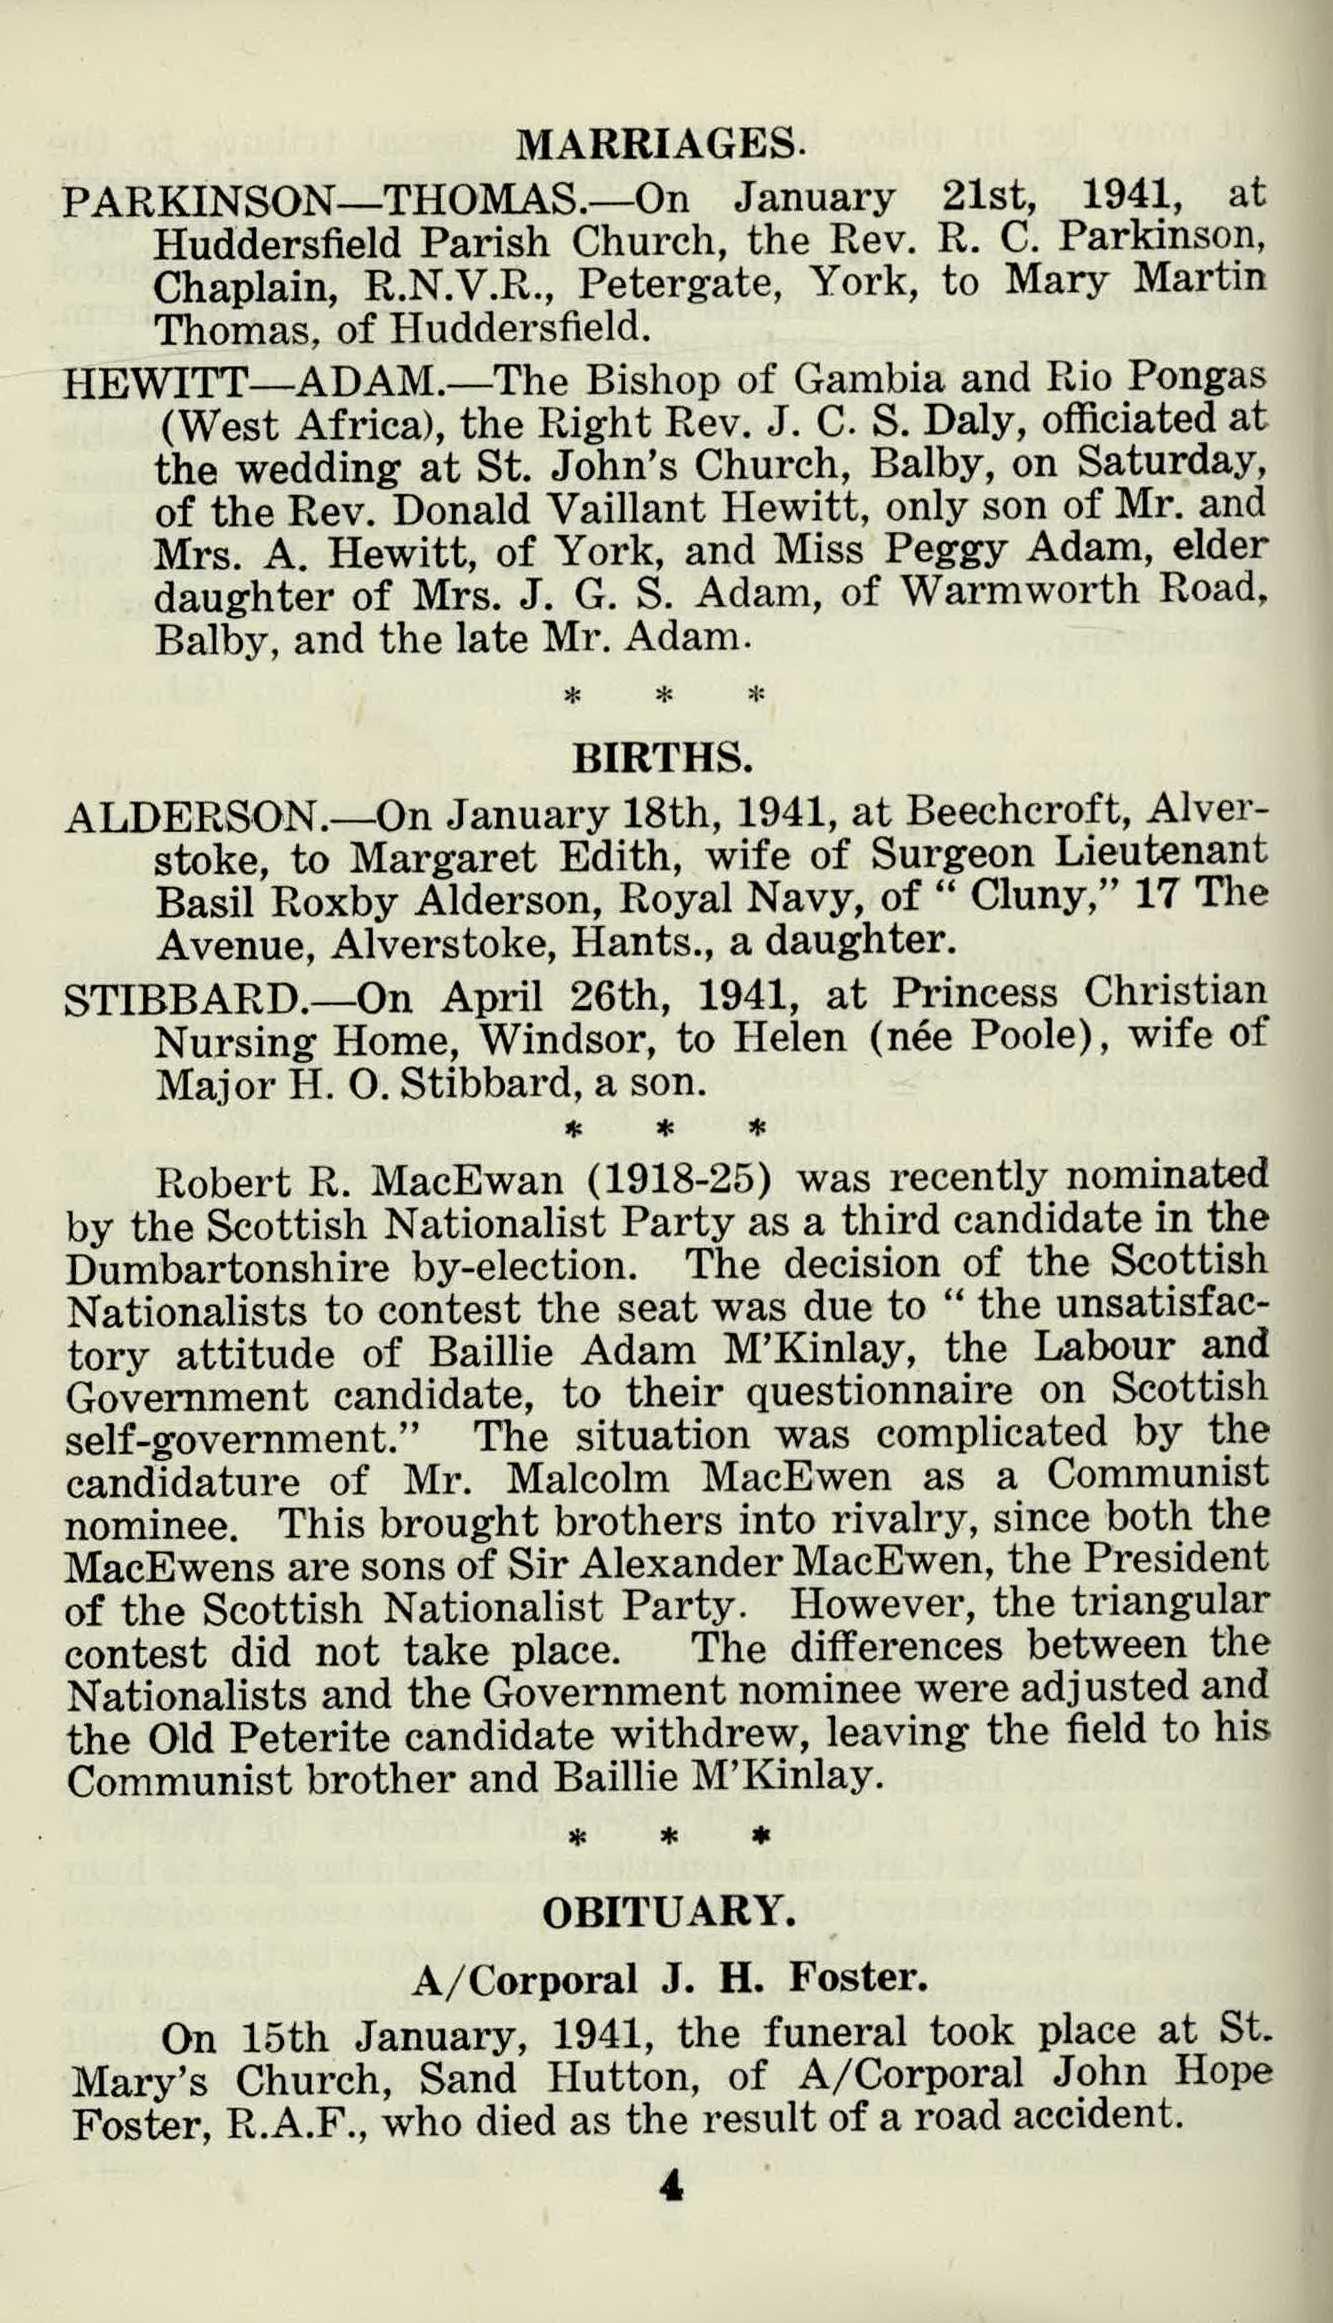 MARRIAGES.
PARKINSON—THOMAS.—On January 21st, 1941, at
Huddersfield Parish Church, the Rev. R. C. Parkinson,
Chaplain, R.N.V.R., Petergate, York, to Mary Martin
Thomas, of Huddersfield.
HEWITT—ADAM.—The Bishop of Gambia and Rio Pongas
(West Africa), the Right Rev. J. C. S. Daly, officiated at
the wedding at St. John's Church, Balby, on Saturday,
of the Rev. Donald Vaillant Hewitt, only son of Mr. and
Mrs. A. Hewitt, of York, and Miss Peggy Adam, elder
daughter of Mrs. J. G. S. Adam, of Warmworth Road,
Balby, and the late Mr. Adam.
* * *
BIRTHS.
ALDERSON.—On January 18th, 1941, at Beechcroft, Alver-
stoke, to Margaret Edith, wife of Surgeon Lieutenant
Basil Roxby Alderson, Royal Navy, of " Cluny," 17 The
Avenue, Alverstoke, Hants., a daughter.
STIBBARD.—On April 26th, 1941, at Princess Christian
Nursing Home, Windsor, to Helen (née Poole), wife of
Major H. O. Stibbard, a son.
* * *
Robert R. MacEwan (1918-25) was recently nominated
by the Scottish Nationalist Party as a third candidate in the
Dumbartonshire by-election. The decision of the Scottish
Nationalists to contest the seat was due to " the unsatisfac-
tory attitude of Baillie Adam M'Kinlay, the Labour and
Government candidate, to their questionnaire on Scottish
self-government." The situation was complicated by the
candidature of Mr. Malcolm MacEwen as a Communist
nominee. This brought brothers into rivalry, since both the
MacEwens are sons of Sir Alexander MacEwen, the President
of the Scottish Nationalist Party. However, the triangular
contest did not take place. The differences between the
Nationalists and the Government nominee were adjusted and
the Old Peterite candidate withdrew, leaving the field to his
Communist brother and Baillie M'Kinlay.
* * *
OBITUARY.
A/Corporal J. H. Foster.
On 15th January, 1941, the funeral took place at St.
Mary's Church, Sand Hutton, of A/Corporal John Hope
Foster, R.A.F., who died as the result of a road accident.
4